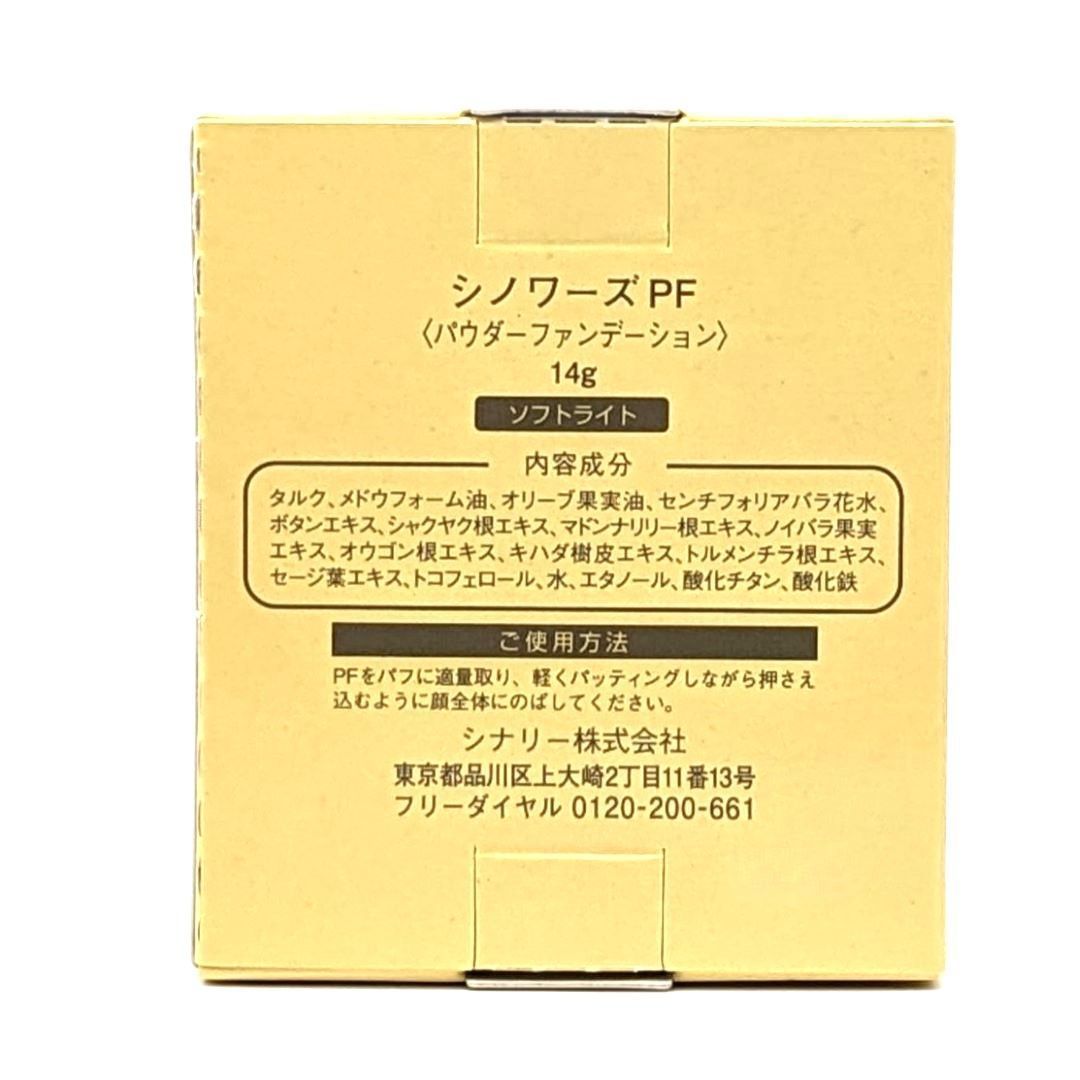 シノワーズPF
〈パウダーファンデーション〉
14g
ソフトライト
内容成分
タルク、メドウフォーム油、オリーブ果実油、センチフォリアバラ花水、
ボタンエキス、シャクヤク根エキス、マドンナリリー根エキス、ノイバラ果実
エキス、オウゴン根エキス、キハダ樹皮エキス、トルメンチラ根エキス、
セージ葉エキス、トコフェロール、水、エタノール、酸化チタン、酸化鉄
ご使用方法
PFをパフに適量取り、軽くパッティングしながら押さえ
込むように顔全体にのばしてください。
シナリー株式会社
東京都品川区上大崎2丁目11番13号
フリーダイヤル 0120-200-661